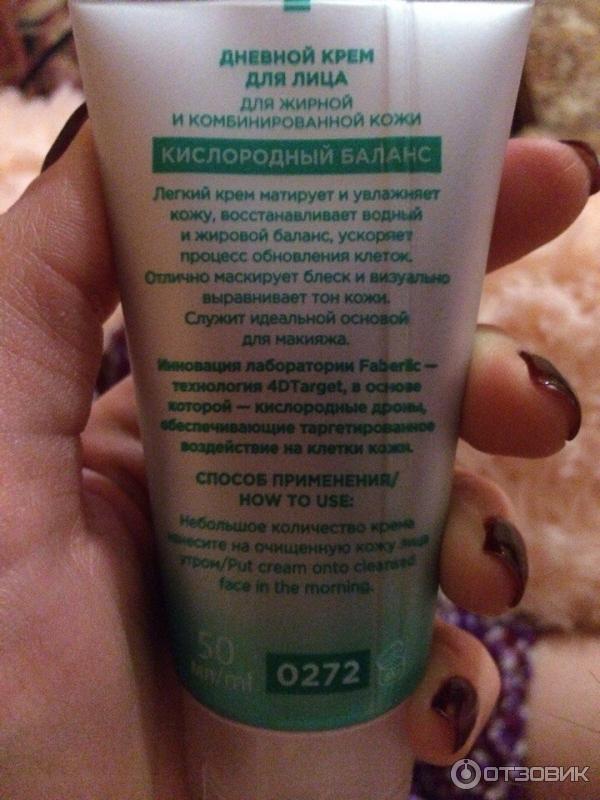 ДНЕВНОЙ КРЕМ
ДЛЯ ЛИЦА
ДЛЯ ЖИРНОЙ
И КОМБИНИРОВАННОЙ КОЖИ
КИСЛОРОДНЫЙ БАЛАНС
Легкий крем матирует и увлажняет
кожу, восстанавливает водный
и жировой баланс, ускоряет
процесс обновления клеток.
Отлично маскирует блеск и визуально
выравнивает тон кожи.
Служит идеальной основой
для макияжа.
Инновация лаборатории Faberlic —
технология 4DTarget, в основе
которой — кислородные дроны,
обеспечивающие таргетированное
воздействие на клетки кожи.
СПОСОБ ПРИМЕНЕНИЯ/
HOW TO USE:
Небольшое количество крема
нанесите на очищенную кожу лица
утром/Put cream onto cleansed
face in the morning.
50
мл/ml
0272
ОТЗОВИК